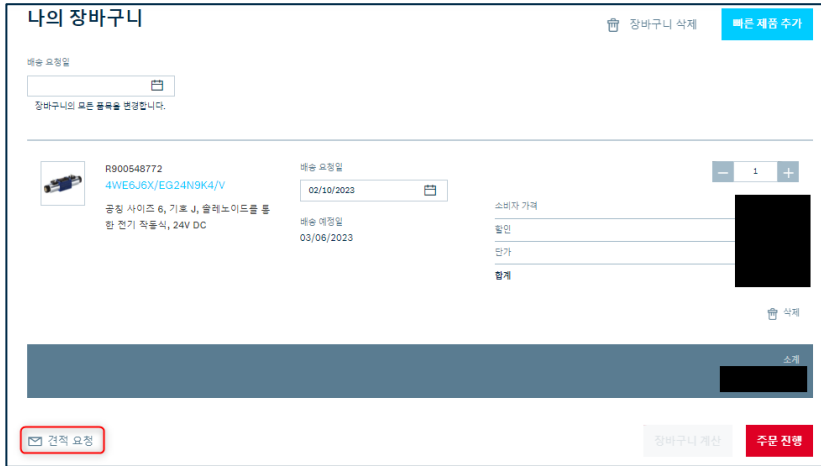 나의 장바구니
장바구니 삭제
빠른 제품 추가
배송 요청일
장바구니의 모든 품목을 변경합니다.
R900548772
4WE6J6X/EG24N9K4/V
공칭 사이즈 6, 기호 J, 솔레노이드를 통
한 전기 작동식, 24V DC
배송 요청일
02/10/2023
배송 예정일
03/06/2023
1
소비자 가격
할인
단가
합계
삭제
소계
견적 요청
장바구니 계산
주문 진행